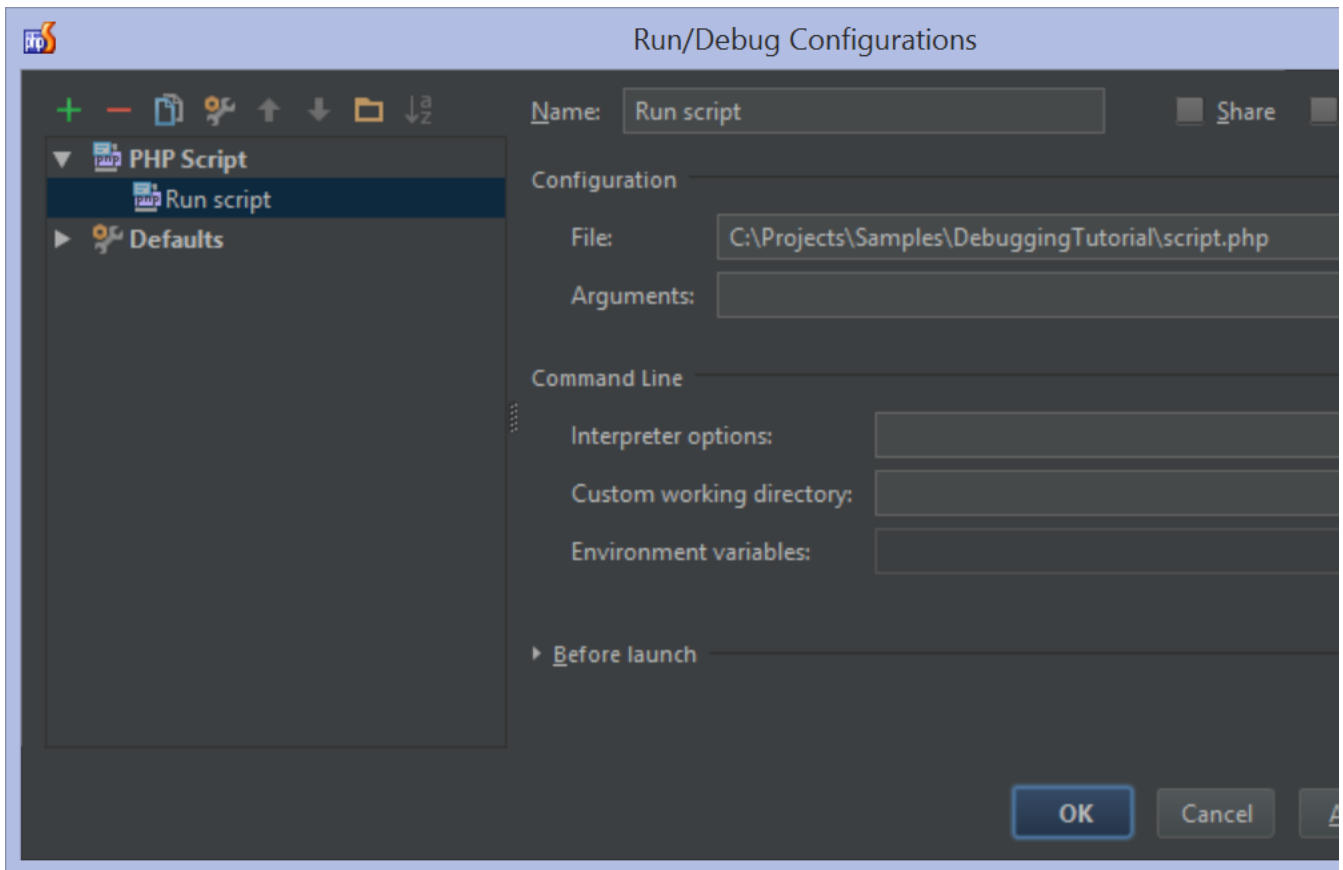 Run/Debug Configurations
Name: Run script Share
PHP Script
Run script
Defaults
Configuration
File: C:\Projects\Samples\DebuggingTutorial\script.php
Arguments:
Command Line
Interpreter options:
Custom working directory:
Environment variables:
Before launch
OK Cancel A